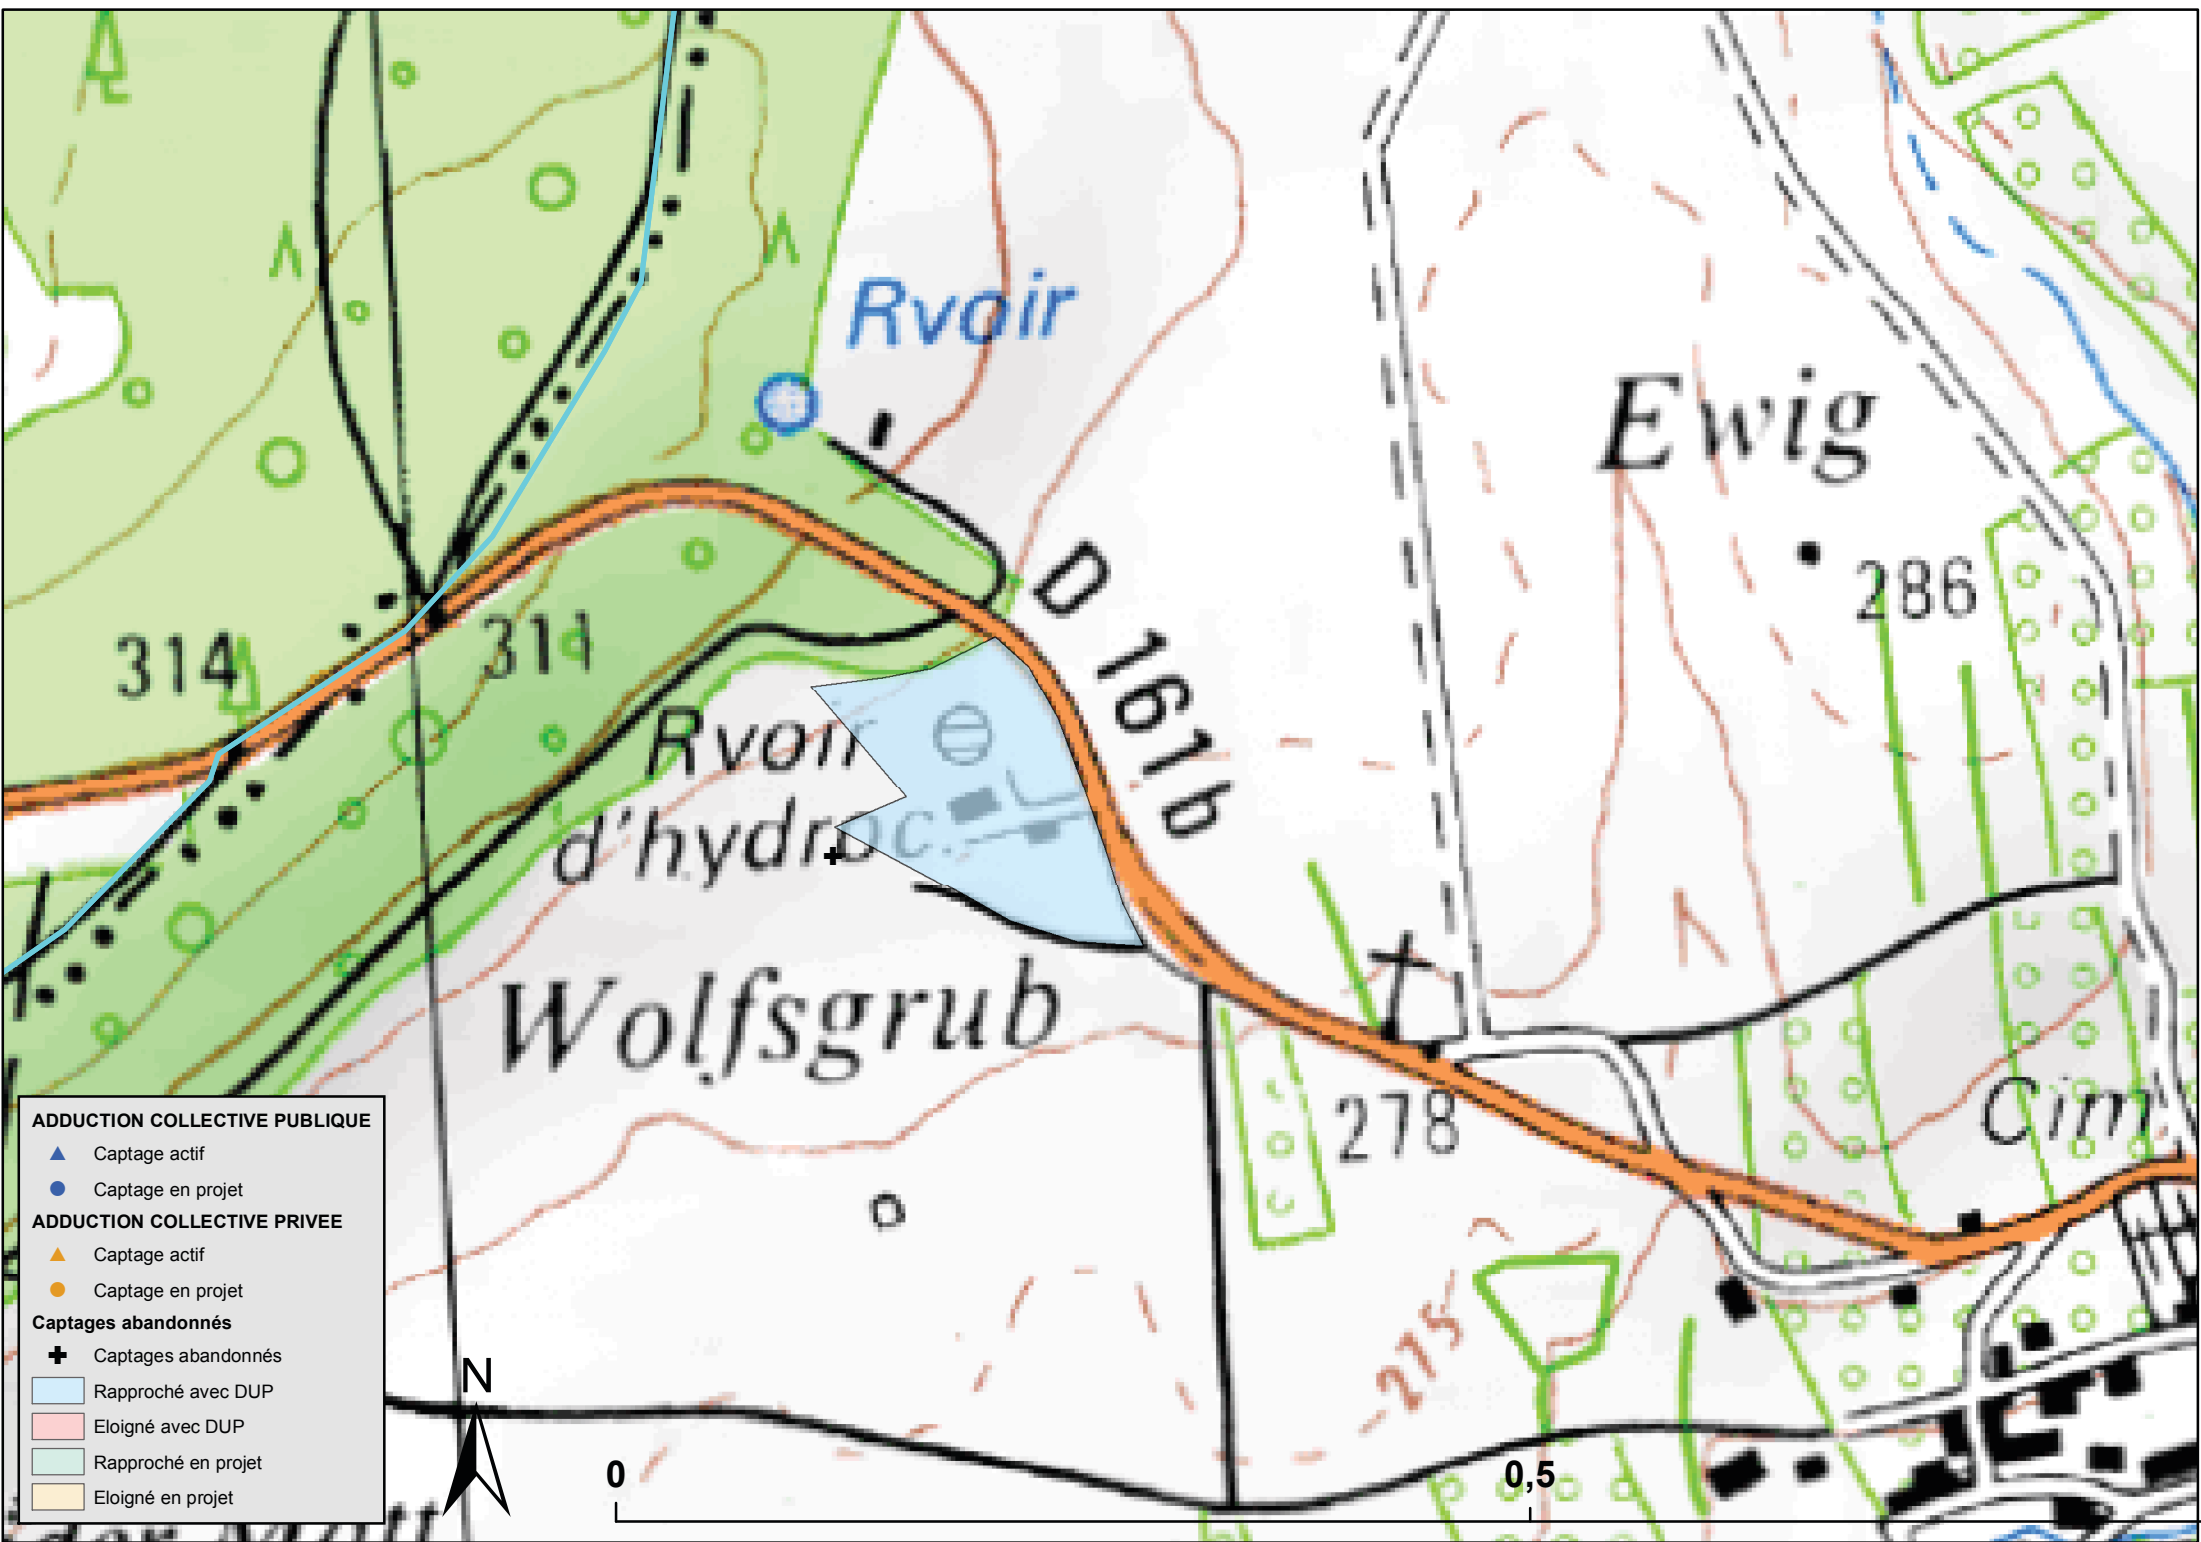 Rvoir
Ewig
D 161b
286
314
311
Rvoir
d'hydroc.
Wolfsgrub
278
Cim.
275
ADDUCTION COLLECTIVE PUBLIQUE
Captage actif
Captage en projet
ADDUCTION COLLECTIVE PRIVEE
Captage actif
Captage en projet
Captages abandonnés
Captages abandonnés
Rapproché avec DUP
Eloigné avec DUP
Rapproché en projet
Eloigné en projet
N
0
0,5